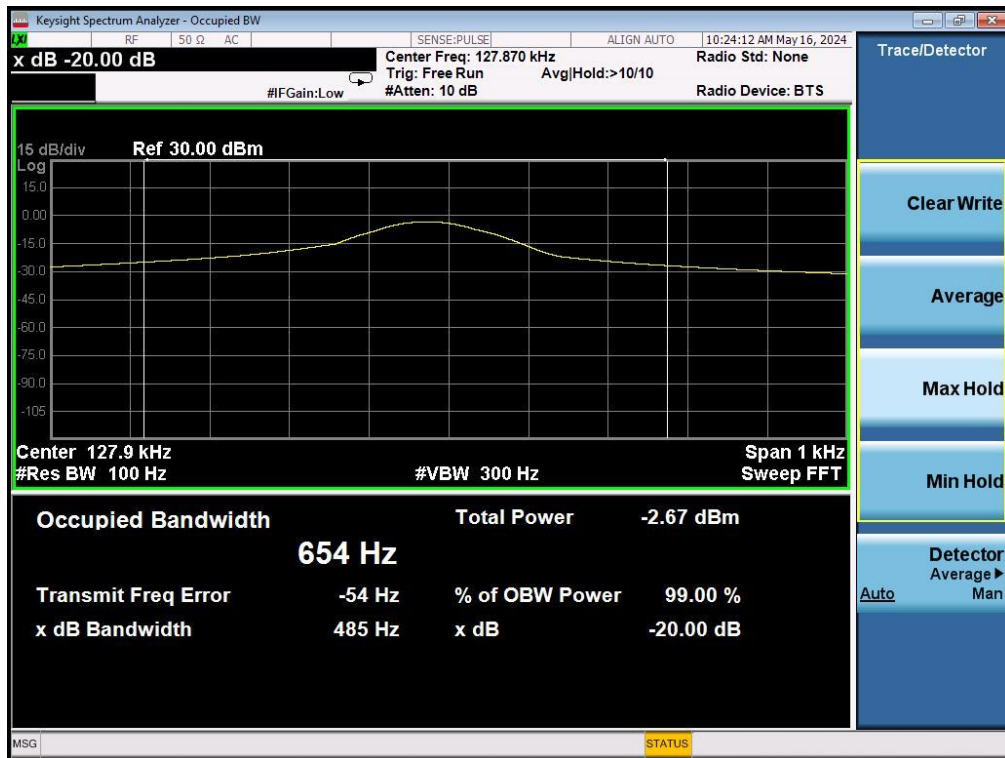 Keysight Spectrum Analyzer - Occupied BW
LXI RF 50 Ω AC SENSE:PULSE ALIGN AUTO 10:24:12 AM May 16, 2024
x dB -20.00 dB
Center Freq: 127.870 kHz
Radio Std: None
Trig: Free Run Avg|Hold:>10/10
#IFGain:Low
#Atten: 10 dB
Radio Device: BTS
15 dB/div Ref 30.00 dBm
Log
15.0
0.00
-15.0
-30.0
-45.0
-60.0
-75.0
-90.0
-105
Center 127.9 kHz Span 1 kHz
#Res BW 100 Hz #VBW 300 Hz Sweep FFT
Occupied Bandwidth Total Power -2.67 dBm
654 Hz
Transmit Freq Error -54 Hz % of OBW Power 99.00 %
x dB Bandwidth 485 Hz x dB -20.00 dB
MSG STATUS
Trace/Detector
Clear Write
Average
Max Hold
Min Hold
Detector
Average
Auto Man